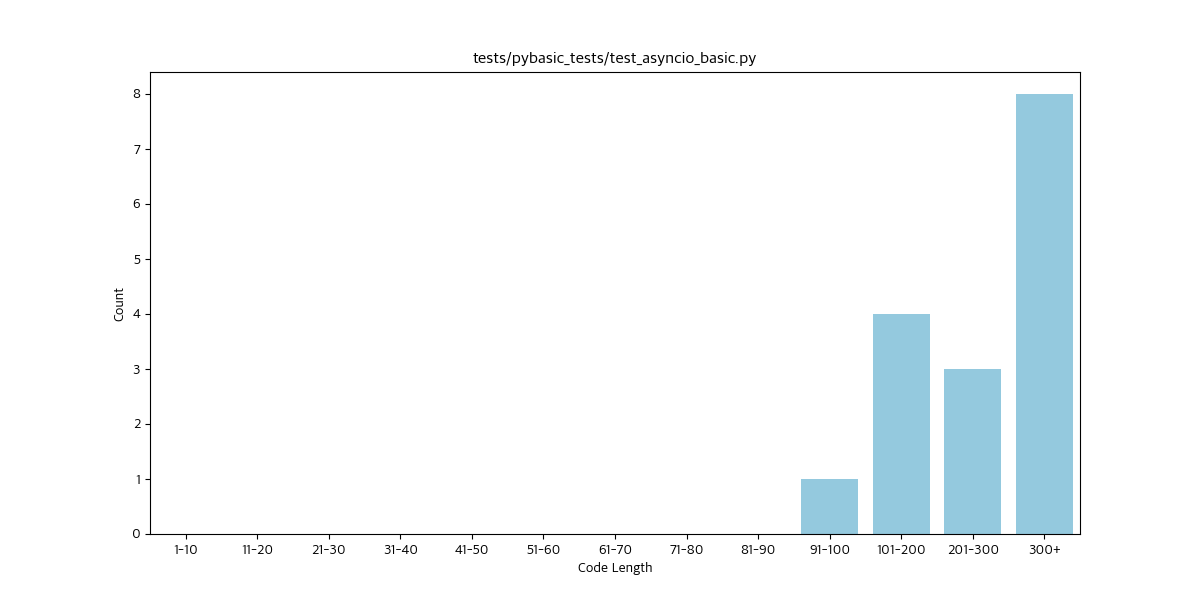 tests/pybasic_tests/test_asyncio_basic.py
8
7
6
5
4
3
2
1
0
Count
1-10 11-20 21-30 31-40 41-50 51-60 61-70 71-80 81-90 91-100 101-200 201-300 300+
Code Length